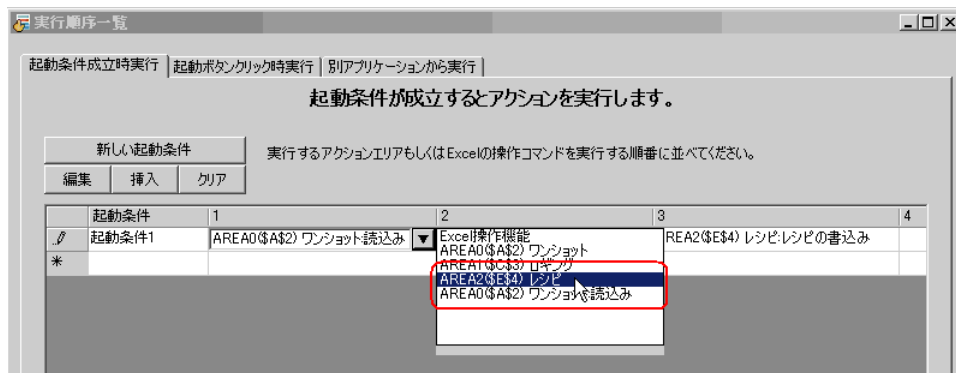 実行順序一覧
起動条件成立時実行 起動ボタンクリック時実行 別アプリケーションから実行
起動条件が成立するとアクションを実行します。
新しい起動条件
実行するアクションエリアもしくはExcelの操作コマンドを実行する順番に並べてください。
編集 挿入 クリア
起動条件 1 2 3 4
起動条件1 AREA0($A$2) ワンショット:読込み Excel操作機能 REA2($E$4) レシピ:レシピの書込み
AREA0($A$2) ワンショット
AREA1($C$3) ロギング
AREA2($E$4) レシピ
AREA0($A$2) ワンショット:読込み